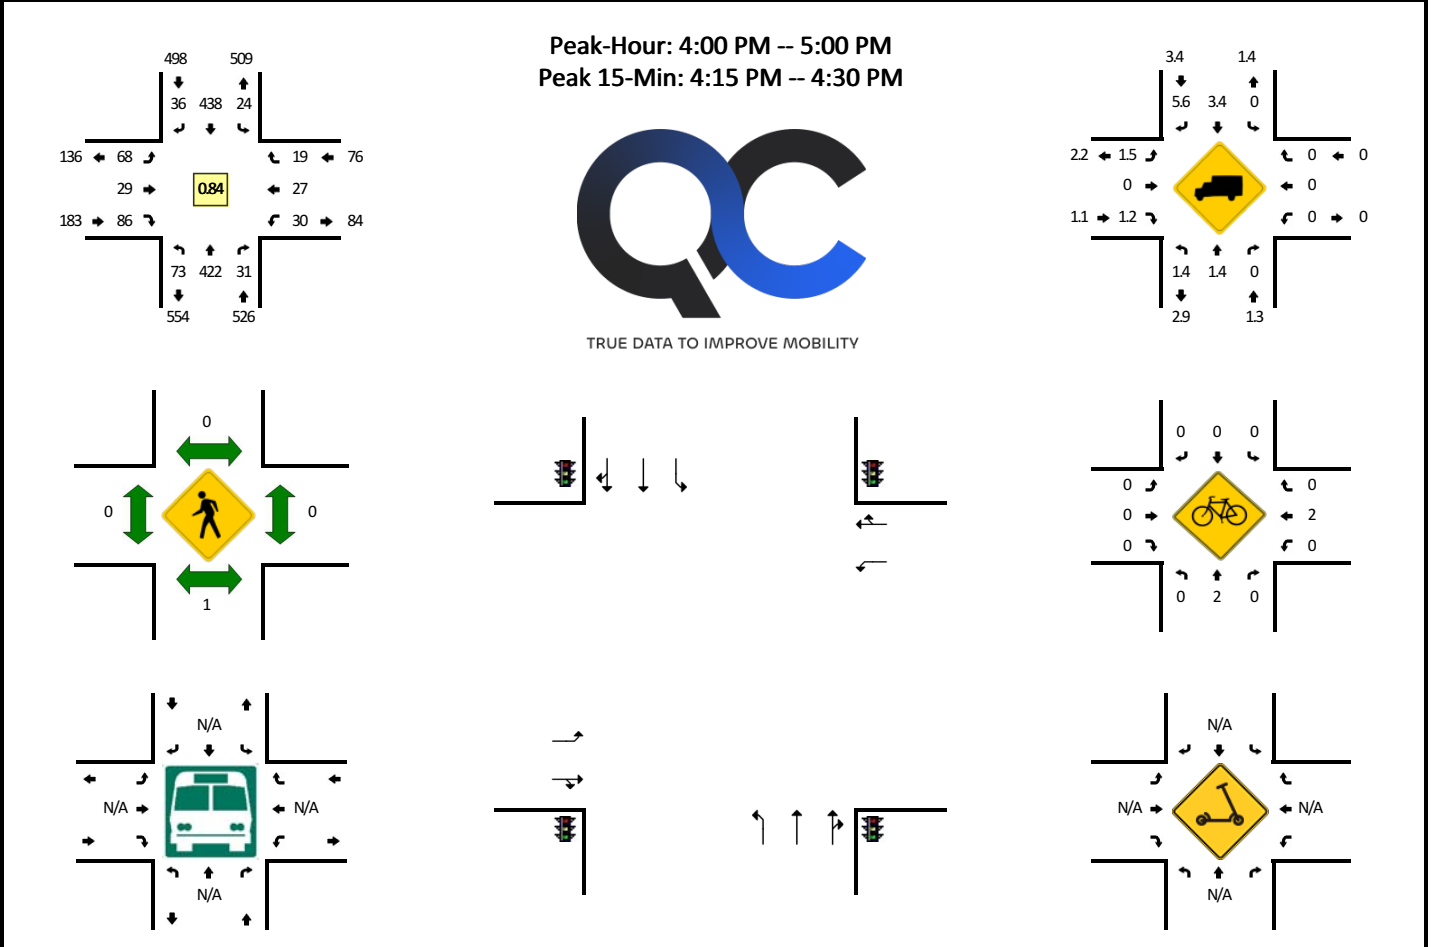 Peak-Hour: 4:00 PM -- 5:00 PM
Peak 15-Min: 4:15 PM -- 4:30 PM
498 509
36 438 24
136 68 19 76
29 0.84 27
183 86 30 84
73 422 31
554 526
QC
TRUE DATA TO IMPROVE MOBILITY
3.4 1.4
5.6 3.4 0
2.2 1.5 0 0
0 0
1.1 1.2 0 0
1.4 1.4 0
2.9 1.3
0
0 0
1
0 0 0
0 0
0 2
0 0
0 2 0
N/A
N/A N/A
N/A
N/A
N/A N/A
N/A